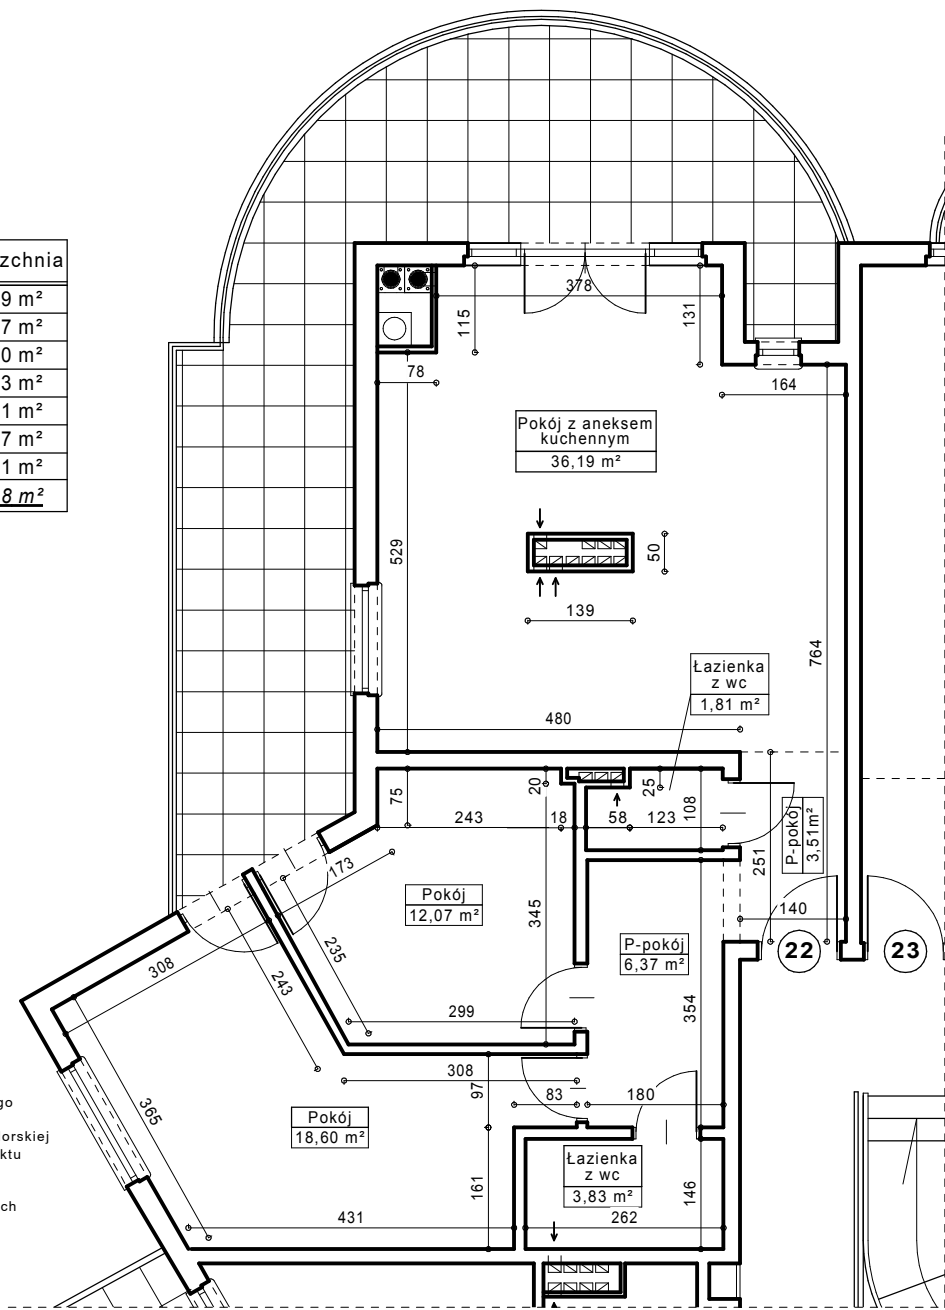 zchnia
9 m²
7 m²
0 m²
3 m²
1 m²
7 m²
1 m²
8 m²
378
115
131
78
164
Pokój z aneksem
kuchennym
36,19 m²
529
50
139
764
Łazienka
z wc
1,81 m²
480
75
20
25
108
243
18
58
123
P-pokój
3,51m²
251
173
Pokój
12,07 m²
345
140
22
23
P-pokój
6,37 m²
308
243
235
299
354
308
97
83
180
365
Pokój
18,60 m²
go
orskiej
ktu
ch
Łazienka
z wc
3,83 m²
161
146
431
262